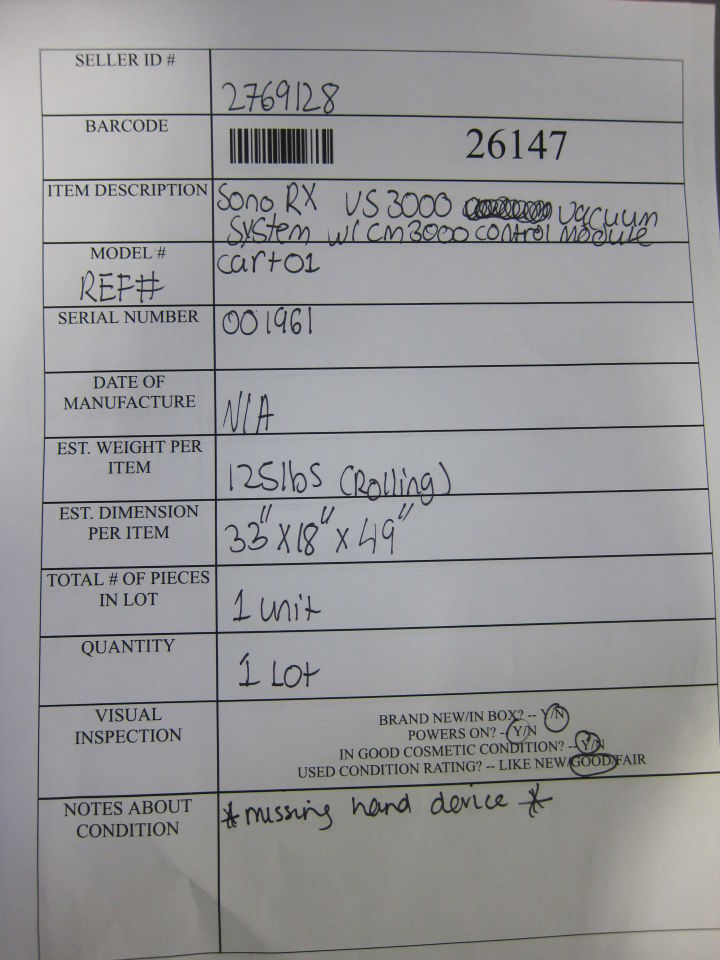 SELLER ID #
2769128
BARCODE
26147
ITEM DESCRIPTION
Sono RX VS 3000 vacuum
system w/ CM3000 control module
MODEL #
REF#
cart01
SERIAL NUMBER
001961
DATE OF
MANUFACTURE
N/A
EST. WEIGHT PER
ITEM
125lbs (Rolling)
EST. DIMENSION
PER ITEM
33" x 18" x 49"
TOTAL # OF PIECES
IN LOT
1 unit
QUANTITY
1 Lot
VISUAL
INSPECTION
BRAND NEW/IN BOX? -- Y/N
POWERS ON? -- Y/N
IN GOOD COSMETIC CONDITION? -- Y/N
USED CONDITION RATING? -- LIKE NEW/GOOD/FAIR
NOTES ABOUT
CONDITION
*missing hand device *